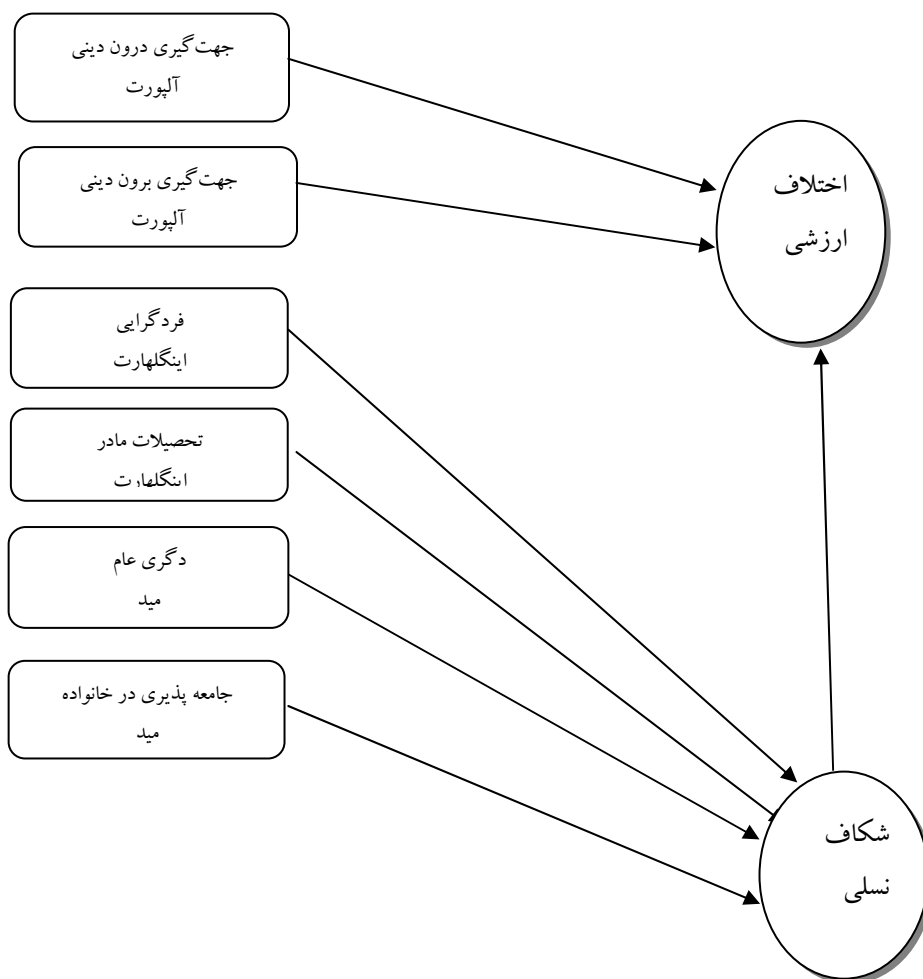 جهت‌گیری درون دینی
آلپورت
جهت‌گیری برون دینی
آلپورت
فردگرایی
اینگلهارت
تحصیلات مادر
اینگلهارت
دگری عام
مید
جامعه پذیری در خانواده
مید
اختلاف
ارزشی
شکاف
نسلی